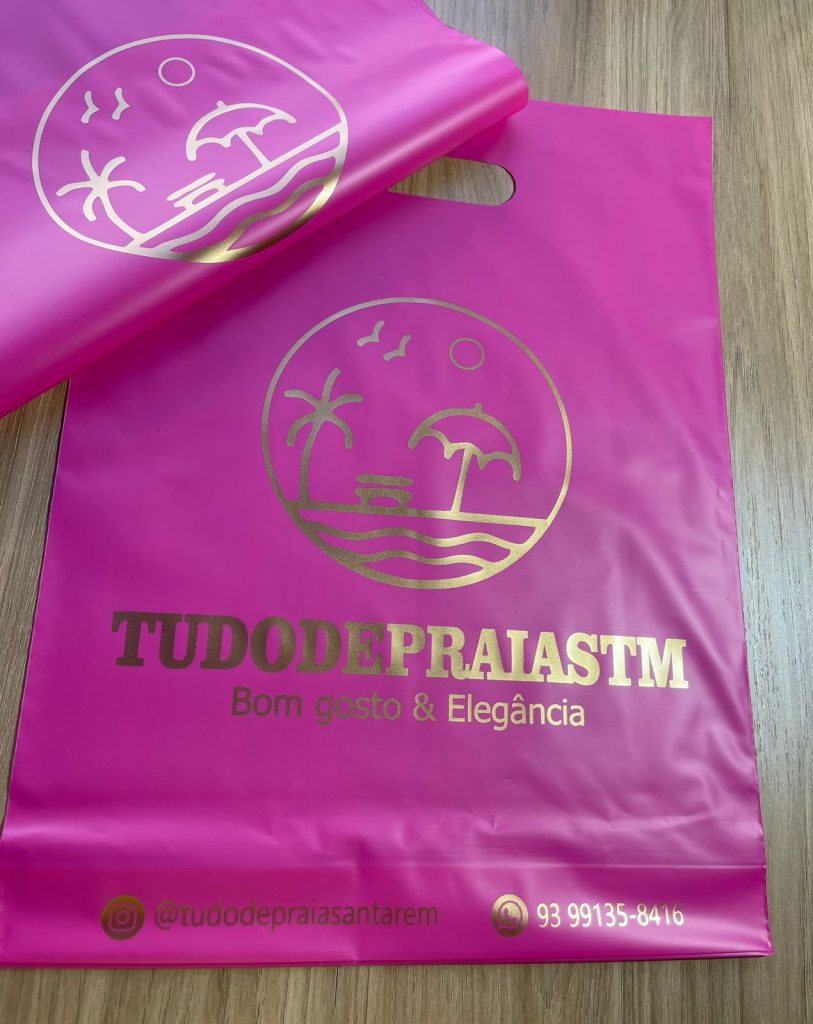 TUDODEPRAIASTM
Bom gosto & Elegância
@tudodepraiasantarem 93 99135-8416